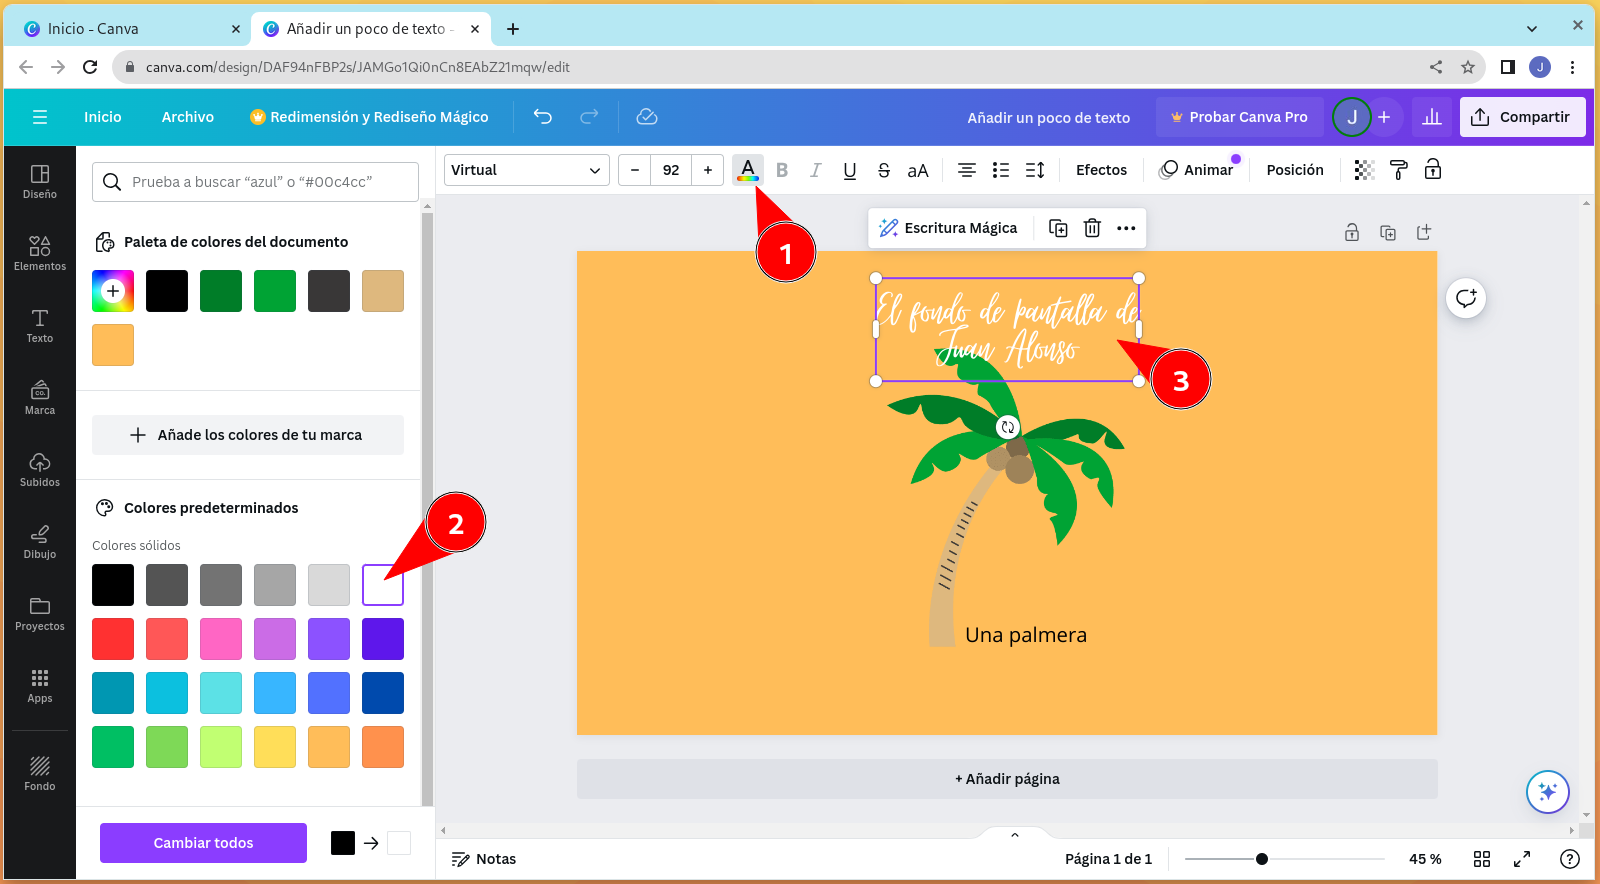 Inicio - Canva
Añadir un poco de texto -
canva.com/design/DAF94nFBP2s/JAMGo1Qi0nCn8EAbZ21mqw/edit
J
Inicio
Archivo
Redimensión y Rediseño Mágico
Añadir un poco de texto
Probar Canva Pro
J
+
Compartir
Diseño
Elementos
Texto
Marca
Subidos
Dibujo
Proyectos
Apps
Fondo
Prueba a buscar “azul” o “#00c4cc”
Paleta de colores del documento
Añade los colores de tu marca
Colores predeterminados
Colores sólidos
Cambiar todos
Virtual
– 92 +
A B I U S aA
Efectos
Animar
Posición
1
2
3
Escritura Mágica
El fondo de pantalla de
Juan Alonso
Una palmera
+ Añadir página
Notas
Página 1 de 1
45 %